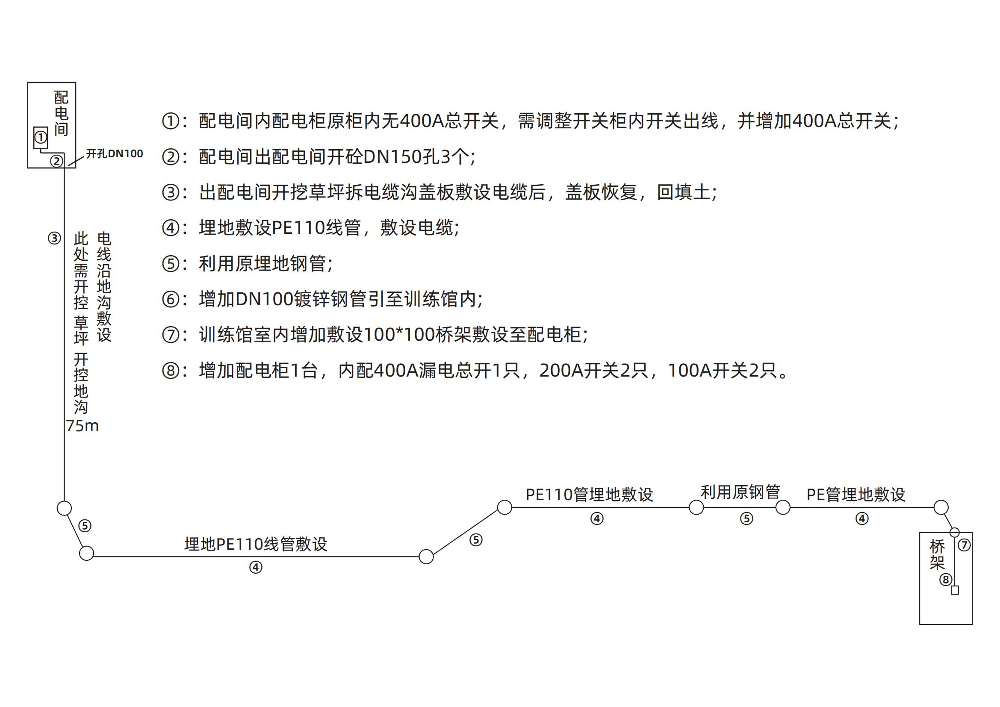 配电间
①
②
开孔DN100
①：配电间内配电柜原柜内无400A总开关，需调整开关柜内开关出线，并增加400A总开关；
②：配电间出配电间开砼DN150孔3个；
③：出配电间开挖草坪拆电缆沟盖板敷设电缆后，盖板恢复，回填土；
④：埋地敷设PE110线管，敷设电缆；
⑤：利用原埋地钢管；
⑥：增加DN100镀锌钢管引至训练馆内；
⑦：训练馆室内增加敷设100*100桥架敷设至配电柜；
⑧：增加配电柜1台，内配400A漏电总开1只，200A开关2只，100A开关2只。
③
电线沿地沟敷设
此处需开控 草坪 开控地沟
75m
⑤
埋地PE110线管敷设
④
⑤
PE110管埋地敷设
④
利用原钢管
⑤
PE管埋地敷设
④
桥架
⑦
⑧